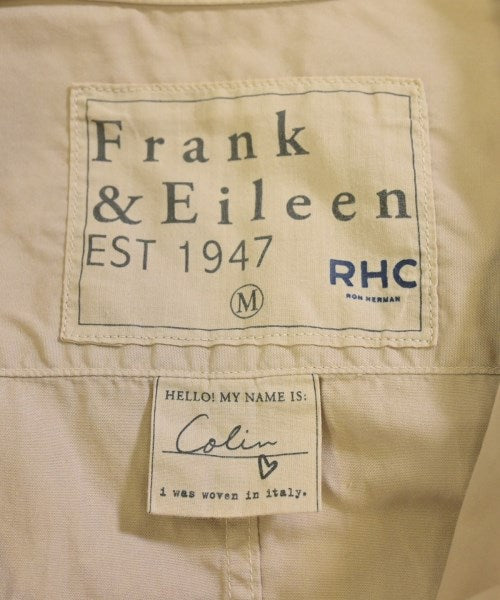 Frank
& Eileen
EST 1947
RHC
RON HERMAN
M
HELLO! MY NAME IS:
Colin
i was woven in italy.